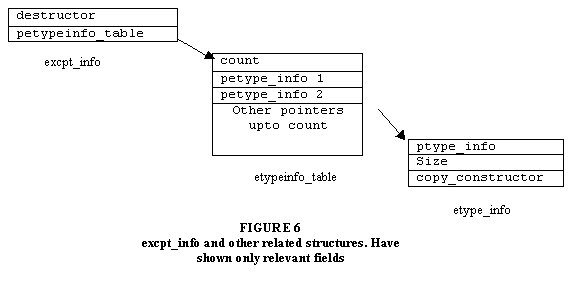 destructor
petypeinfo_table
excpt_info
count
petype_info 1
petype_info 2
Other pointers
upto count
etypeinfo_table
ptype_info
Size
copy_constructor
etype_info
FIGURE 6
excpt_info and other related structures. Have
shown only relevant fields